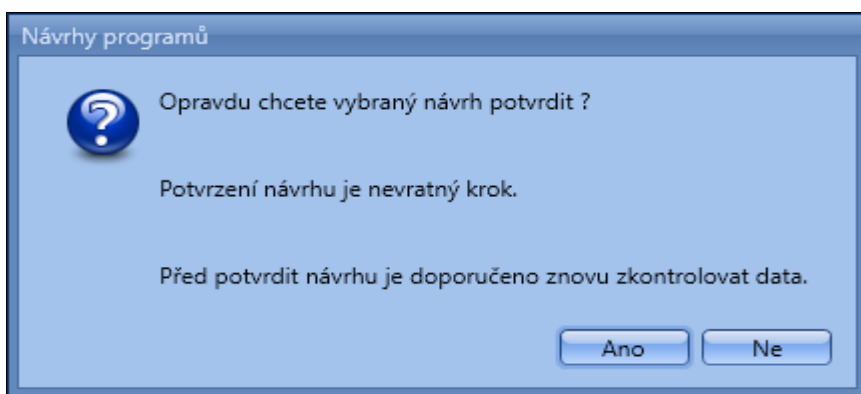 Návrhy programů
Opravdu chcete vybraný návrh potvrdit ?
Potvrzení návrhu je nevratný krok.
Před potvrdit návrhu je doporučeno znovu zkontrolovat data.
Ano Ne